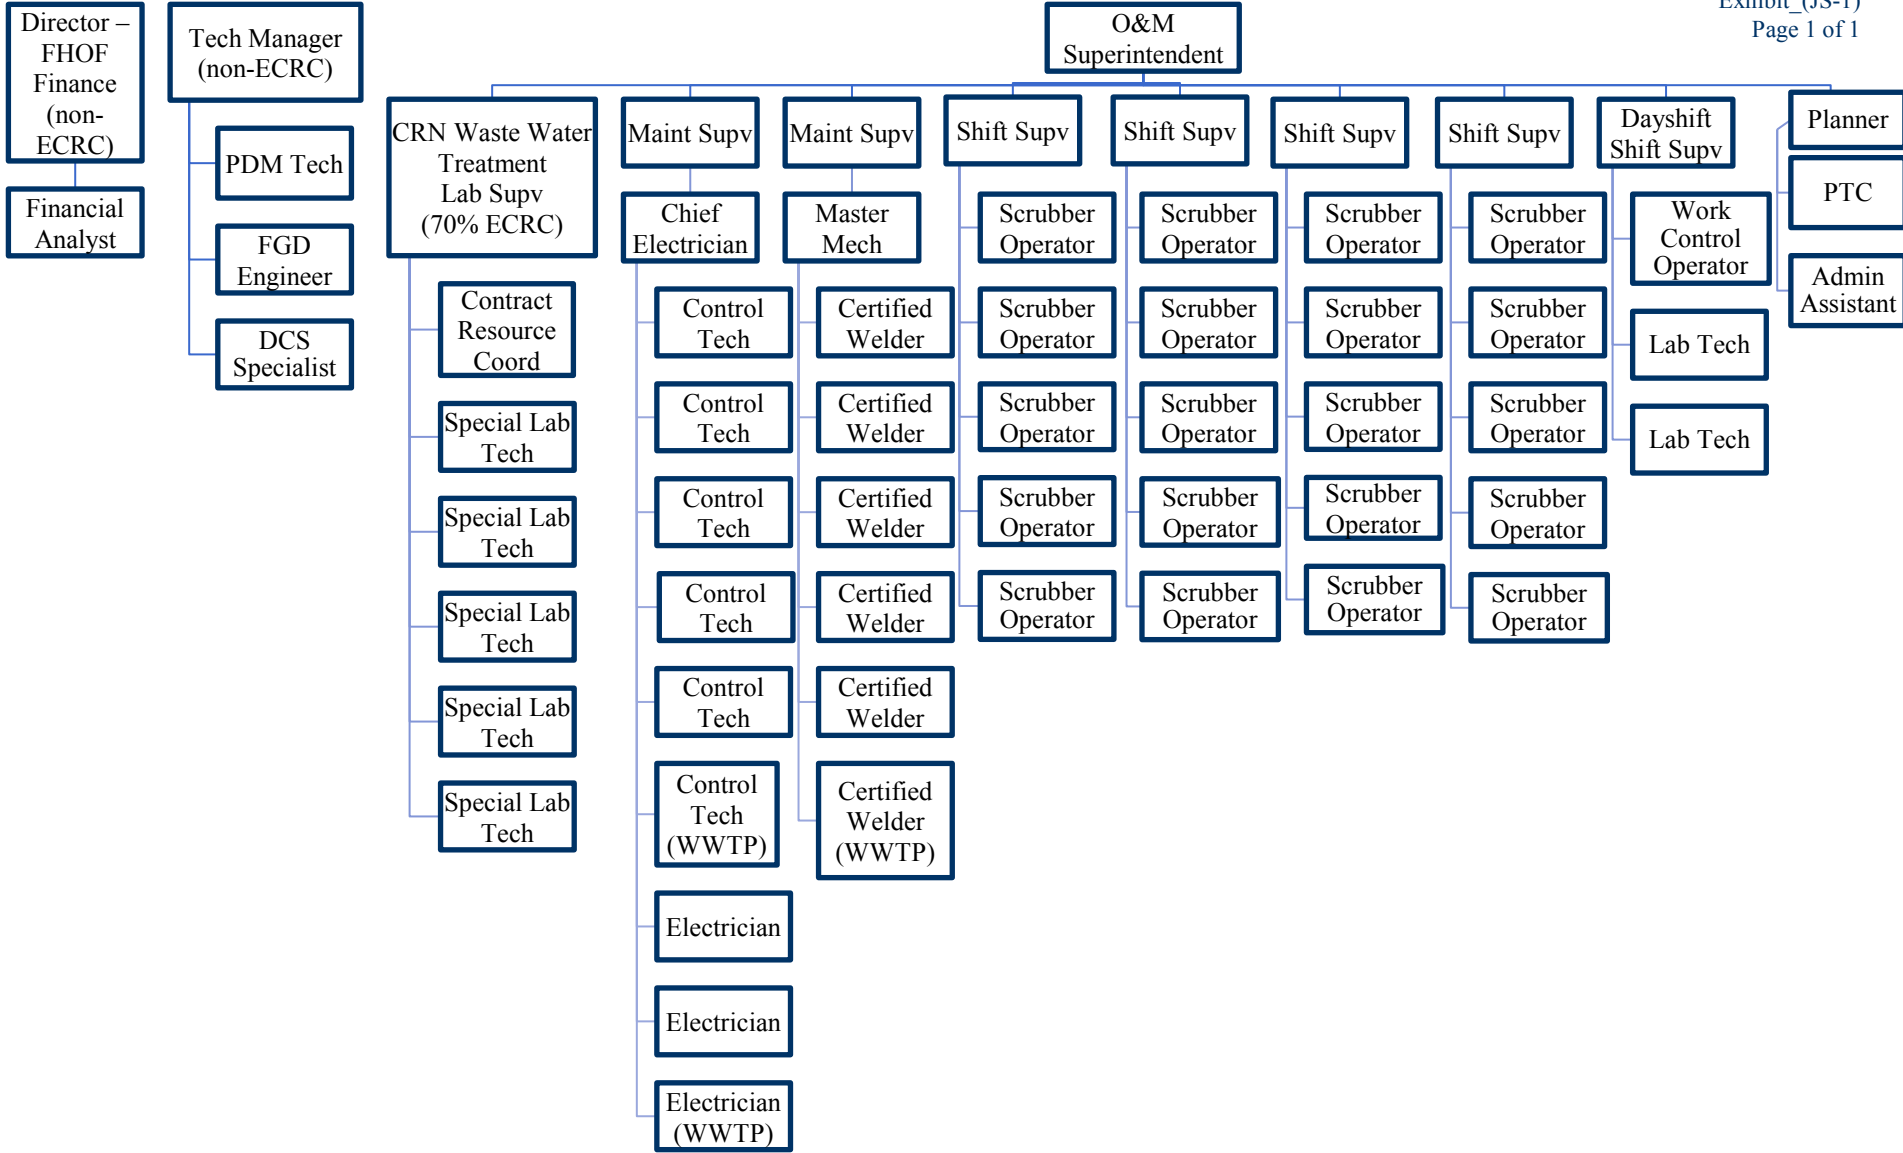 Exhibit_(JS-1)
Page 1 of 1
Director –
FHOF
Finance
(non-
ECRC)
Financial
Analyst
Tech Manager
(non-ECRC)
PDM Tech
FGD
Engineer
DCS
Specialist
O&M
Superintendent
CRN Waste Water
Treatment
Lab Supv
(70% ECRC)
Contract
Resource
Coord
Special Lab
Tech
Special Lab
Tech
Special Lab
Tech
Special Lab
Tech
Special Lab
Tech
Maint Supv
Chief
Electrician
Control
Tech
Control
Tech
Control
Tech
Control
Tech
Control
Tech
Control
Tech
(WWTP)
Electrician
Electrician
Electrician
(WWTP)
Maint Supv
Master
Mech
Certified
Welder
Certified
Welder
Certified
Welder
Certified
Welder
Certified
Welder
Certified
Welder
(WWTP)
Shift Supv
Scrubber
Operator
Scrubber
Operator
Scrubber
Operator
Scrubber
Operator
Scrubber
Operator
Shift Supv
Scrubber
Operator
Scrubber
Operator
Scrubber
Operator
Scrubber
Operator
Scrubber
Operator
Shift Supv
Scrubber
Operator
Scrubber
Operator
Scrubber
Operator
Scrubber
Operator
Scrubber
Operator
Shift Supv
Scrubber
Operator
Scrubber
Operator
Scrubber
Operator
Scrubber
Operator
Scrubber
Operator
Dayshift
Shift Supv
Work
Control
Operator
Lab Tech
Lab Tech
Planner
PTC
Admin
Assistant